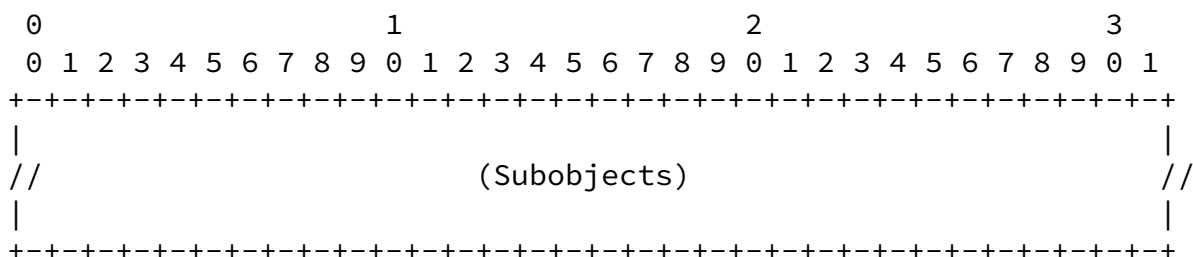 0                   1                   2                   3
 0 1 2 3 4 5 6 7 8 9 0 1 2 3 4 5 6 7 8 9 0 1 2 3 4 5 6 7 8 9 0 1
+-+-+-+-+-+-+-+-+-+-+-+-+-+-+-+-+-+-+-+-+-+-+-+-+-+-+-+-+-+-+-+-+
|                                                               |
//                        (Subobjects)                          //
|                                                               |
+-+-+-+-+-+-+-+-+-+-+-+-+-+-+-+-+-+-+-+-+-+-+-+-+-+-+-+-+-+-+-+-+